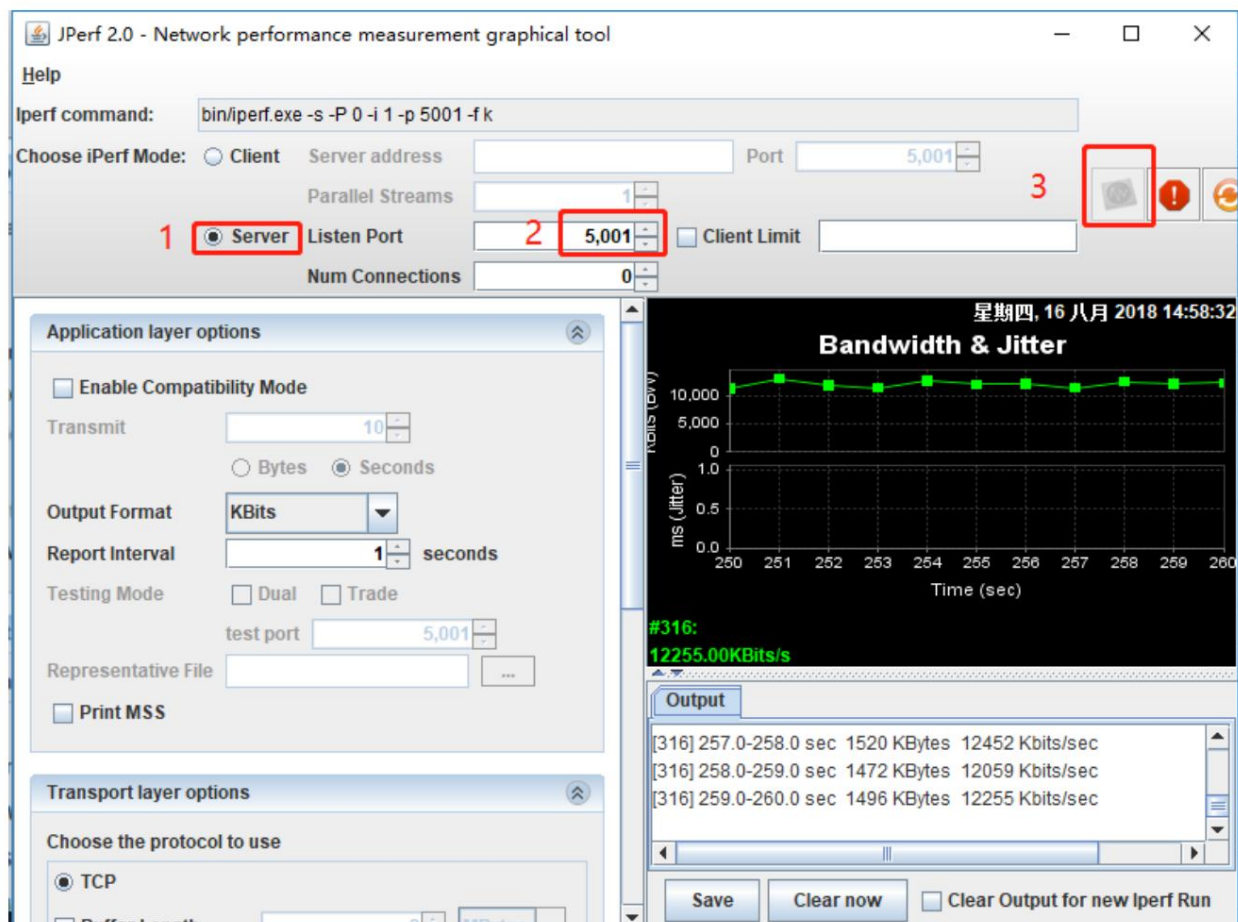 JPerf 2.0 - Network performance measurement graphical tool
Help
Iperf command: bin/iperf.exe -s -P 0 -i 1 -p 5001 -f k
Choose iPerf Mode: Client Server address Port 5,001
Parallel Streams 1
3
1 Server Listen Port 2 5,001 Client Limit
Num Connections 0
Application layer options
Enable Compatibility Mode
Transmit 10
Bytes Seconds
Output Format KBits
Report Interval 1 seconds
Testing Mode Dual Trade
test port 5,001
Representative File ...
Print MSS
Transport layer options
Choose the protocol to use
TCP
星期四, 16 八月 2018 14:58:32
Bandwidth & Jitter
KBits (BW)
10,000
5,000
0
ms (Jitter)
1.0
0.5
0.0
250 251 252 253 254 255 256 257 258 259 260
Time (sec)
#316:
12255.00KBits/s
Output
[316] 257.0-258.0 sec 1520 KBytes 12452 Kbits/sec
[316] 258.0-259.0 sec 1472 KBytes 12059 Kbits/sec
[316] 259.0-260.0 sec 1496 KBytes 12255 Kbits/sec
Save Clear now Clear Output for new Iperf Run